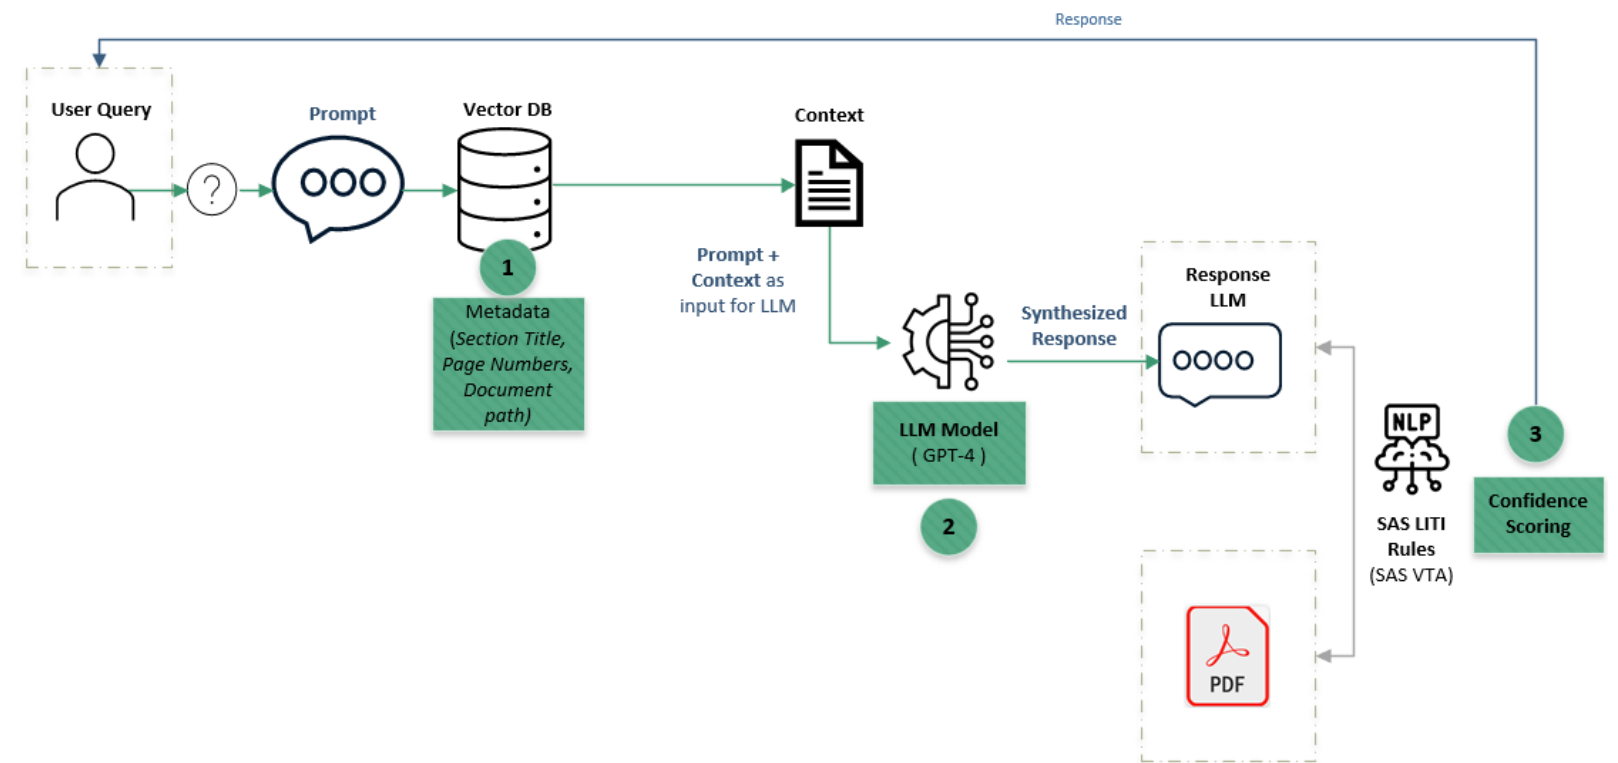 Response
User Query
?
Prompt
Vector DB
1
Metadata
(Section Title,
Page Numbers,
Document
path)
Context
Prompt +
Context as
input for LLM
LLM Model
( GPT-4 )
2
Synthesized
Response
Response
LLM
PDF
NLP
SAS LITI
Rules
(SAS VTA)
3
Confidence
Scoring